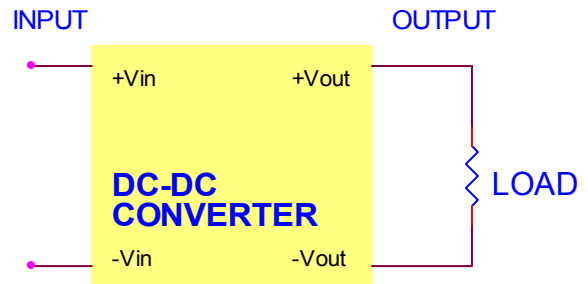 INPUT
OUTPUT
+Vin
+Vout
DC-DC
CONVERTER
LOAD
-Vin
-Vout